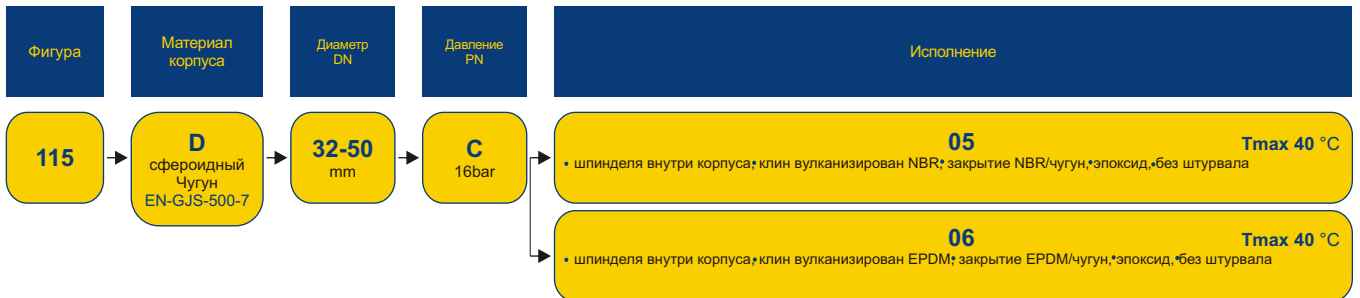 Фигура
Материал
корпуса
Диаметр
DN
Давление
PN
Исполнение
115
D
сфероидный
Чугун
EN-GJS-500-7
32-50
mm
C
16bar
05
Tmax 40 °C
• шпинделя внутри корпуса,• клин вулканизирован NBR,• закрытие NBR/чугун,•эпоксид,•без штурвала
06
Tmax 40 °C
• шпинделя внутри корпуса,• клин вулканизирован EPDM,• закрытие EPDM/чугун,•эпоксид,•без штурвала